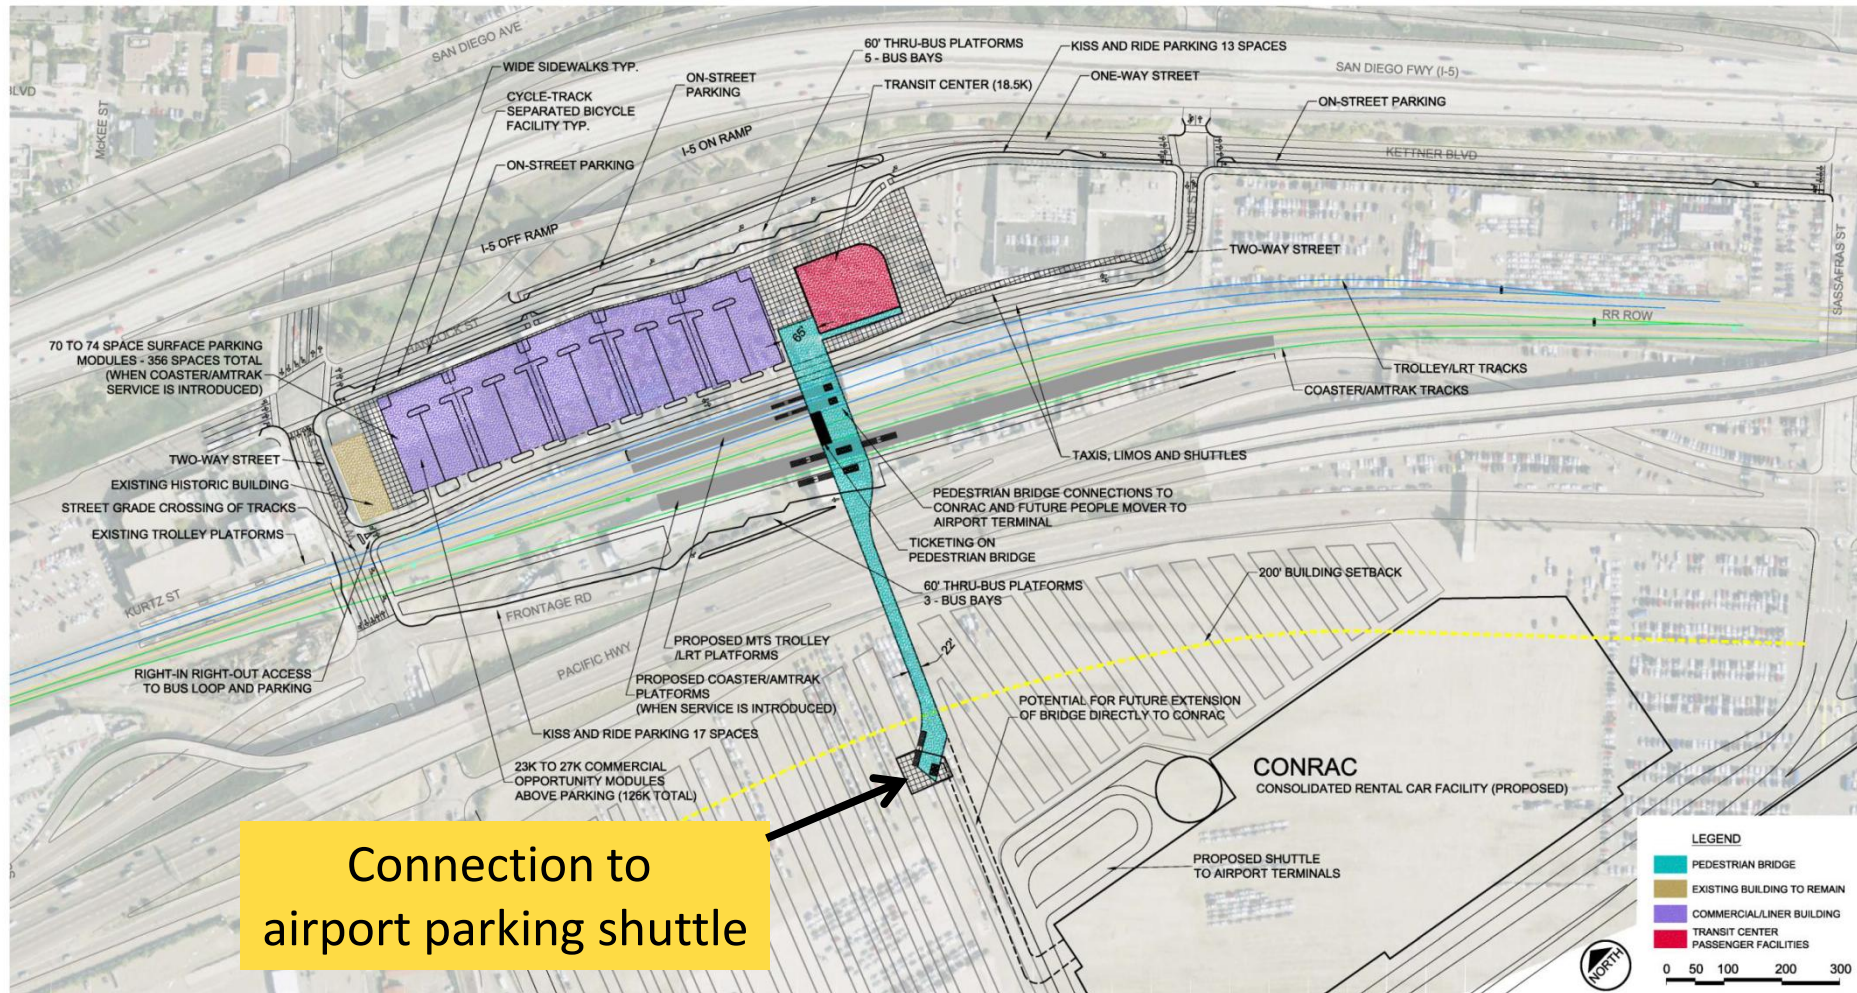 SAN DIEGO AVE
BLVD
McKEE ST
WIDE SIDEWALKS TYP.
CYCLE-TRACK
SEPARATED BICYCLE
FACILITY TYP.
ON-STREET PARKING
ON-STREET
PARKING
I-5 ON RAMP
I-5 OFF RAMP
60' THRU-BUS PLATFORMS
5 - BUS BAYS
TRANSIT CENTER (18.5K)
KISS AND RIDE PARKING 13 SPACES
ONE-WAY STREET
SAN DIEGO FWY (I-5)
ON-STREET PARKING
KETTNER BLVD
VINE ST
TWO-WAY STREET
SASSAFRAS ST
RR ROW
TROLLEY/LRT TRACKS
COASTER/AMTRAK TRACKS
HANCOCK ST
70 TO 74 SPACE SURFACE PARKING
MODULES - 356 SPACES TOTAL
(WHEN COASTER/AMTRAK
SERVICE IS INTRODUCED)
65'
TWO-WAY STREET
EXISTING HISTORIC BUILDING
STREET GRADE CROSSING OF TRACKS
EXISTING TROLLEY PLATFORMS
WASHINGTON ST
KURTZ ST
TAXIS, LIMOS AND SHUTTLES
PEDESTRIAN BRIDGE CONNECTIONS TO
CONRAC AND FUTURE PEOPLE MOVER TO
AIRPORT TERMINAL
TICKETING ON
PEDESTRIAN BRIDGE
60' THRU-BUS PLATFORMS
3 - BUS BAYS
200' BUILDING SETBACK
FRONTAGE RD
PACIFIC HWY
22'
RIGHT-IN RIGHT-OUT ACCESS
TO BUS LOOP AND PARKING
PROPOSED MTS TROLLEY
/LRT PLATFORMS
PROPOSED COASTER/AMTRAK
PLATFORMS
(WHEN SERVICE IS INTRODUCED)
KISS AND RIDE PARKING 17 SPACES
23K TO 27K COMMERCIAL
OPPORTUNITY MODULES
ABOVE PARKING (126K TOTAL)
POTENTIAL FOR FUTURE EXTENSION
OF BRIDGE DIRECTLY TO CONRAC
CONRAC
CONSOLIDATED RENTAL CAR FACILITY (PROPOSED)
PROPOSED SHUTTLE
TO AIRPORT TERMINALS
Connection to
airport parking shuttle
LEGEND
PEDESTRIAN BRIDGE
EXISTING BUILDING TO REMAIN
COMMERCIAL/LINER BUILDING
TRANSIT CENTER
PASSENGER FACILITIES
NORTH
0 50 100 200 300